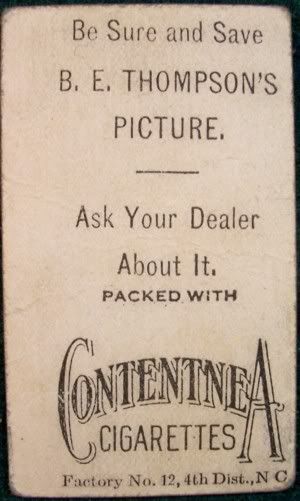 Be Sure and Save
B. E. THOMPSON'S
PICTURE.
Ask Your Dealer
About It.
PACKED WITH
CONTENTNEA
CIGARETTES
Factory No. 12, 4th Dist., N C